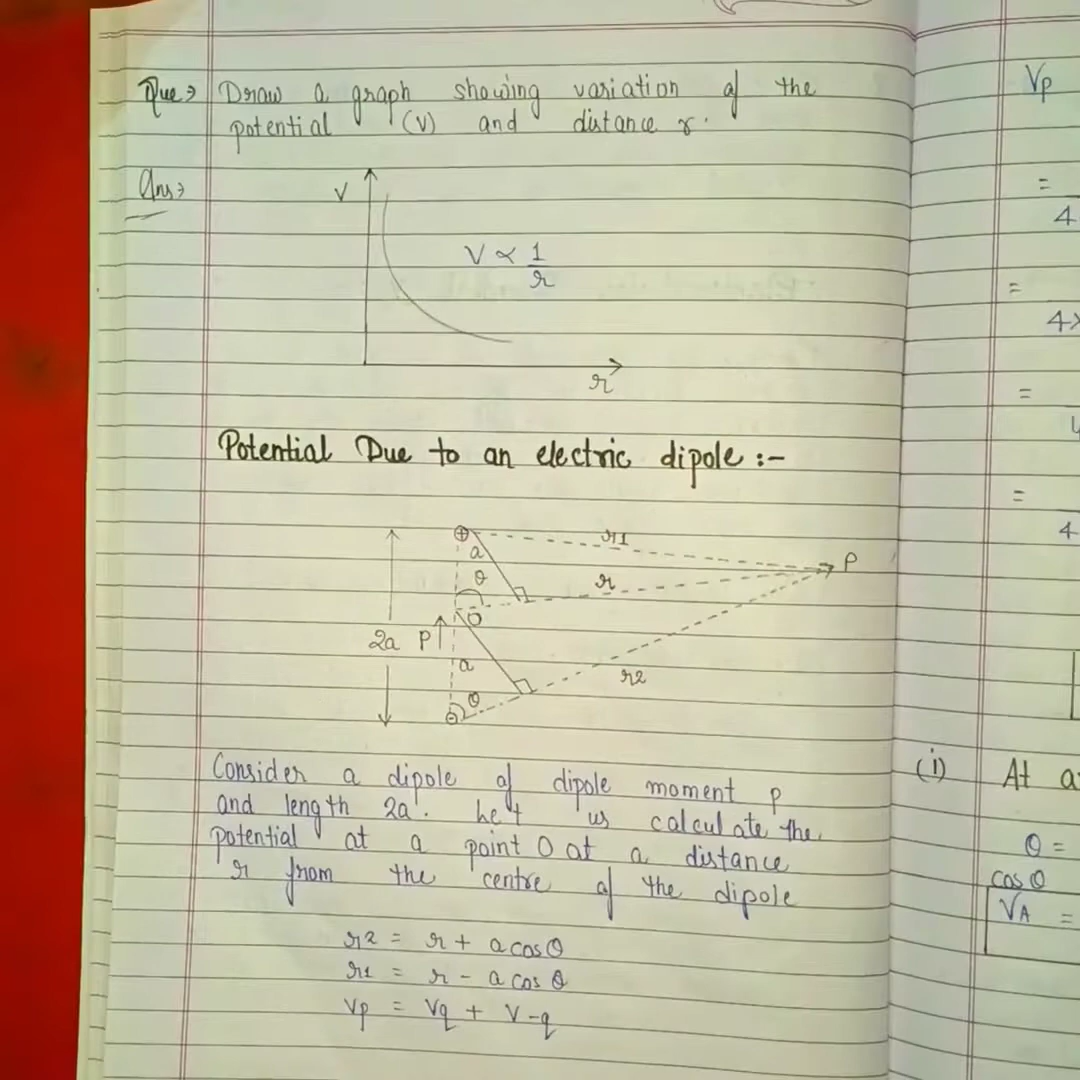 Que→ Draw a graph showing variation of the
potential (V) and distance r.
Ans→
V
V ∝ 1/r
r
Potential Due to an electric dipole :-
⊕ r1 P
a
θ r
O
2a P↑
a r2
θ
⊖
Consider a dipole of dipole moment p
and length 2a. Let us calculate the
potential at a point O at a distance
r from the centre of the dipole
r2 = r + a cos θ
r1 = r - a cos θ
Vp = Vq + V-q
Vp
=
4
=
4×
=
=
4
(i) At a
θ =
cos θ
VA =